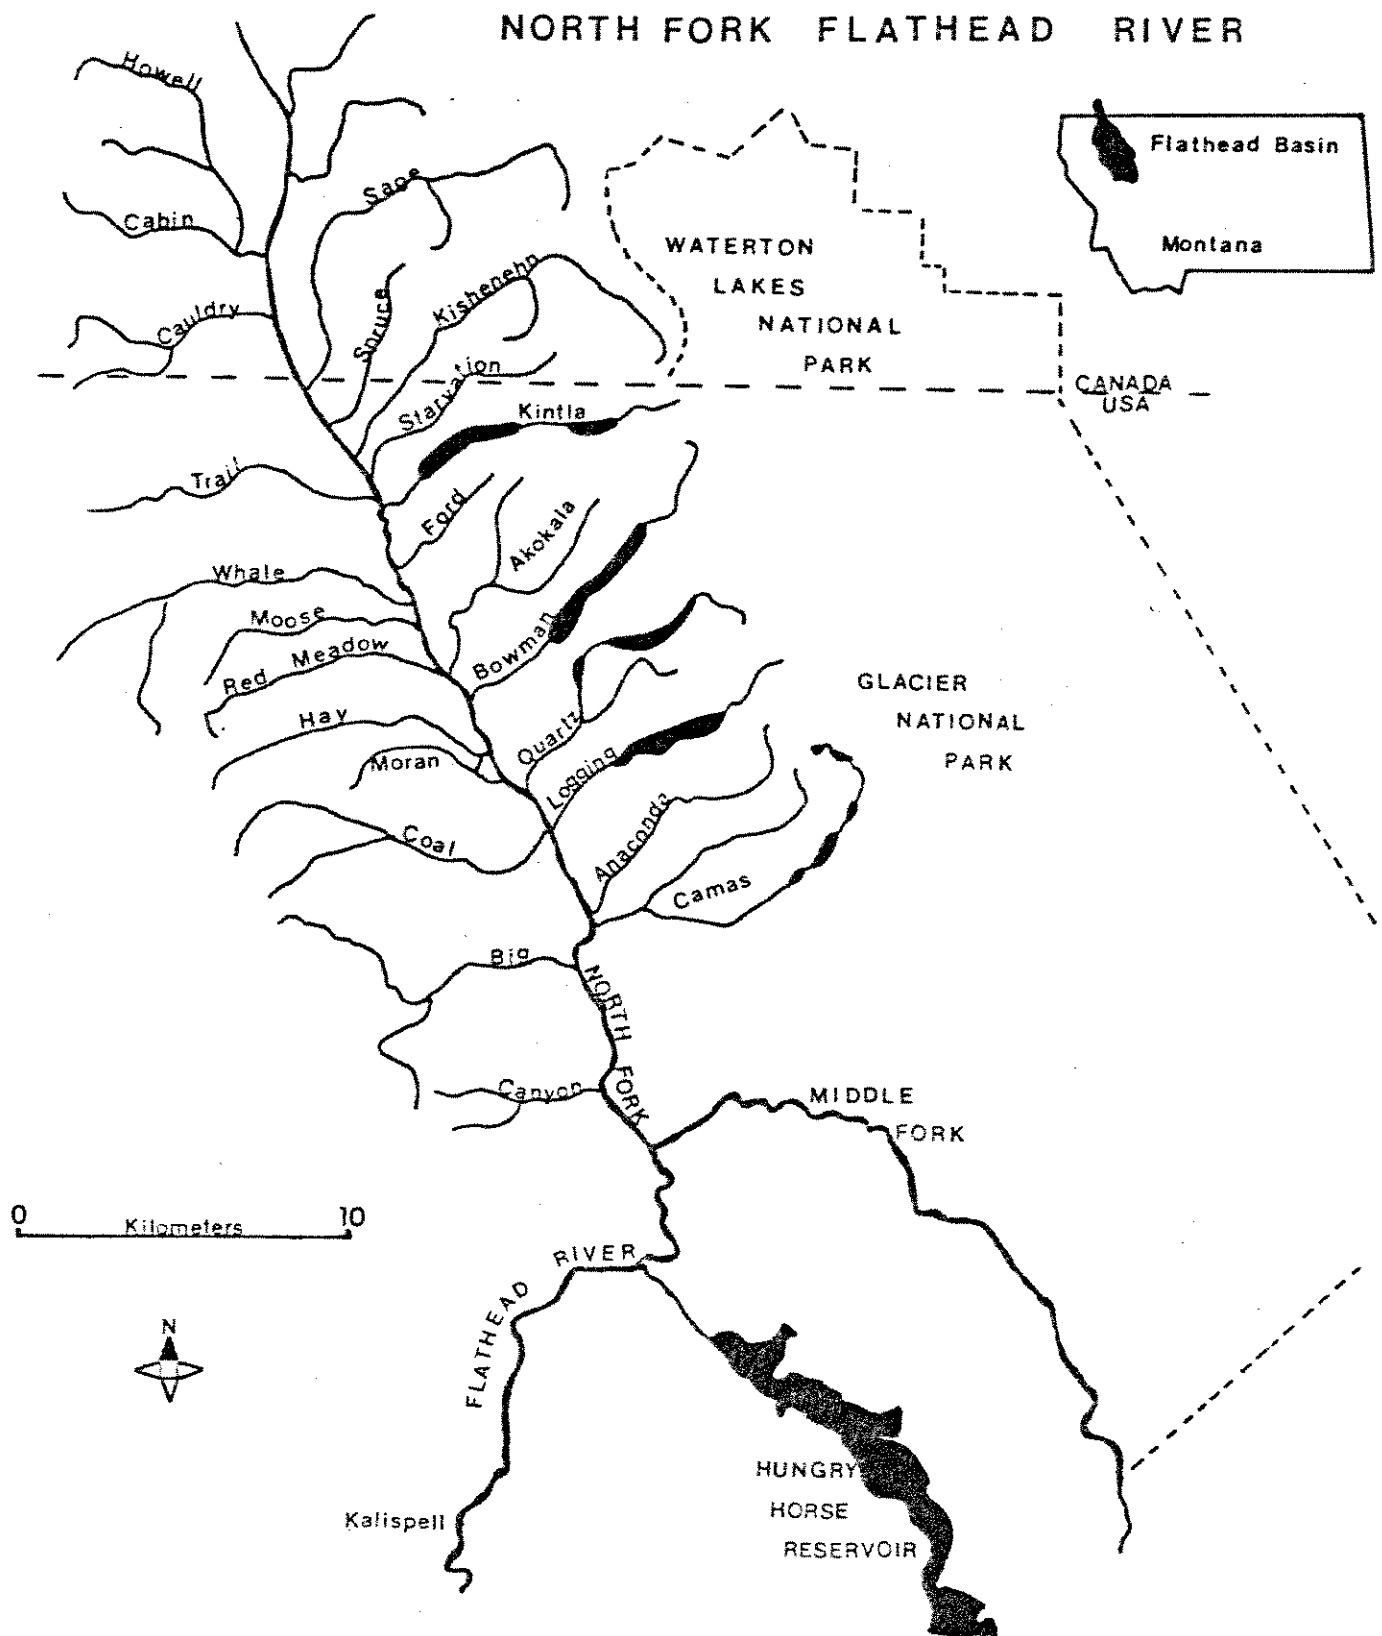 NORTH FORK FLATHEAD RIVER
Howell
Flathead Basin
Sage
Cabin
WATERTON
LAKES
NATIONAL
PARK
Montana
Kishenehn
Spruce
Cauldry
Starvation
CANADA
USA
Kintla
Trail
Ford
Akokala
Whale
Moose
Bowman
Red Meadow
GLACIER
NATIONAL
PARK
Hay
Quartz
Moran
Logging
Coal
Anaconda
Camas
Big
NORTH
FORK
Canyon
MIDDLE
FORK
0 10
Kilometers
FLATHEAD RIVER
N
HUNGRY
HORSE
RESERVOIR
Kalispell